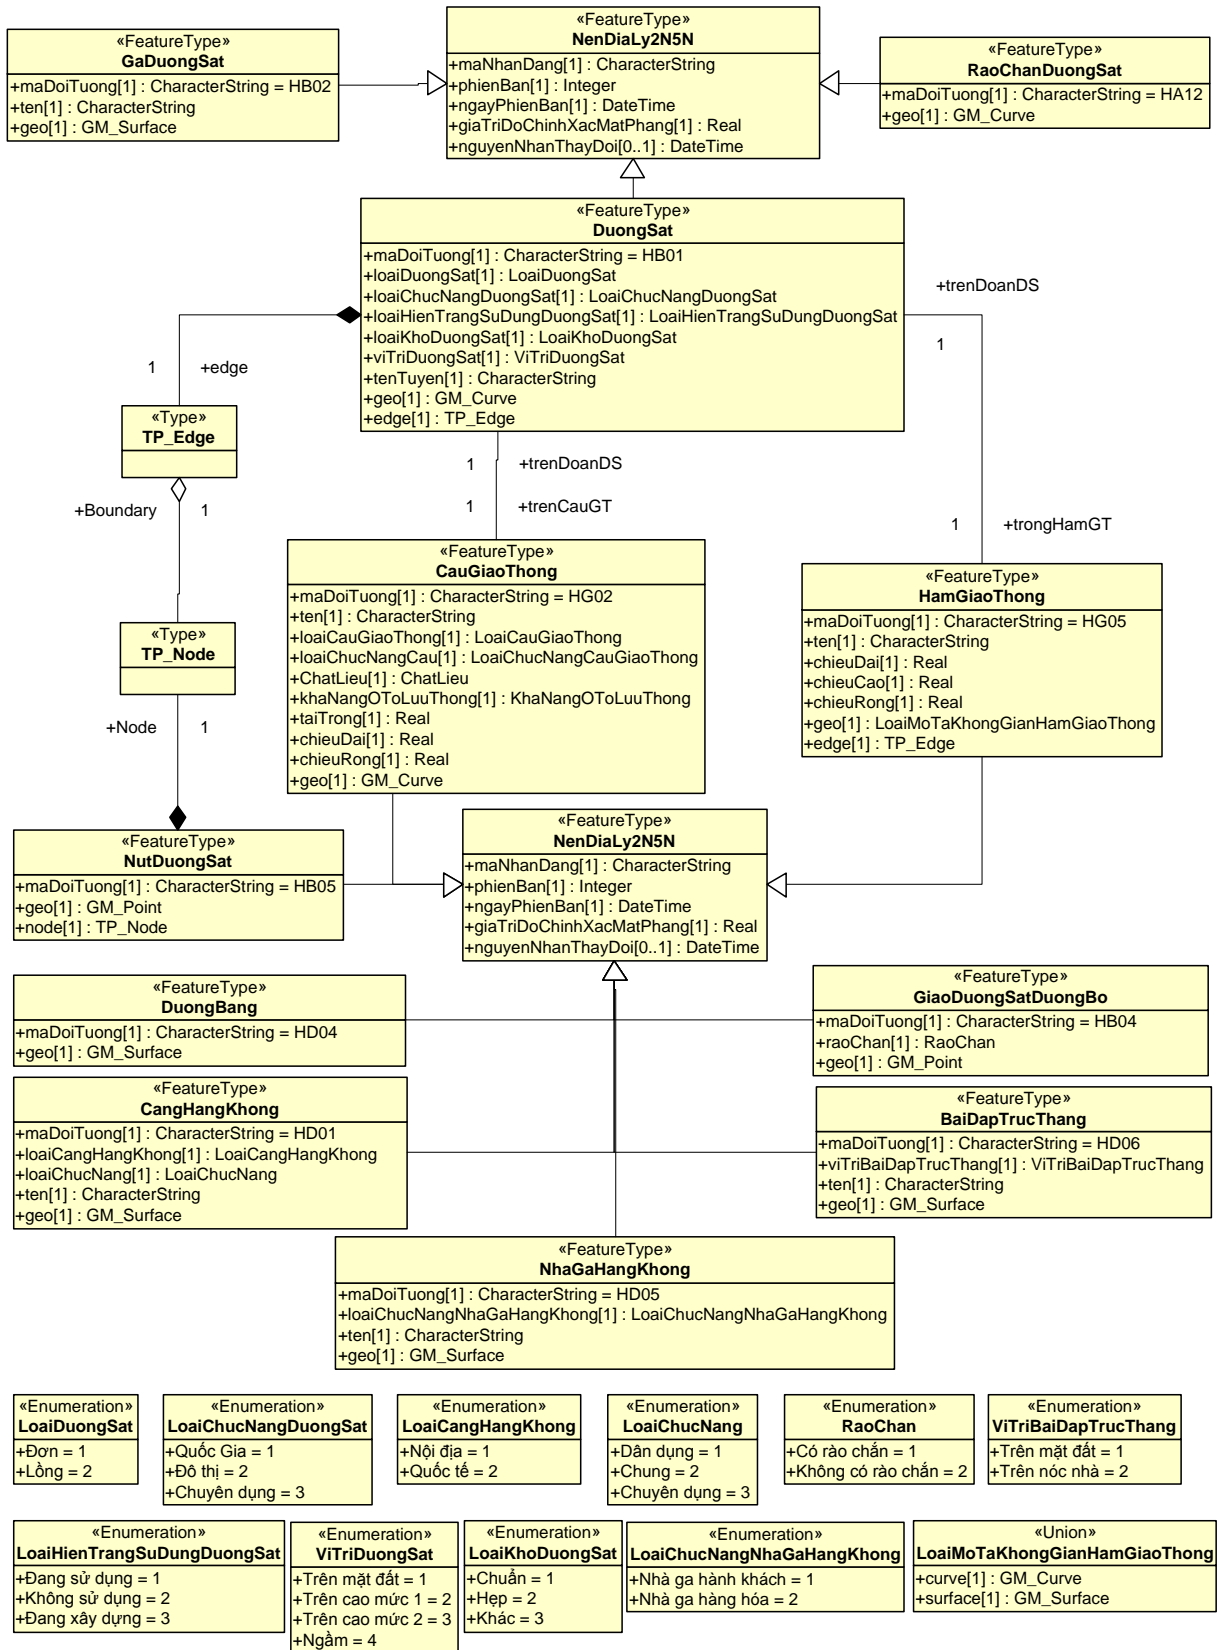 «FeatureType»
GaDuongSat
+maDoiTuong[1] : CharacterString = HB02
+ten[1] : CharacterString
+geo[1] : GM_Surface
«FeatureType»
NenDiaLy2N5N
+maNhanDang[1] : CharacterString
+phienBan[1] : Integer
+ngayPhienBan[1] : DateTime
+giaTriDoChinhXacMatPhang[1] : Real
+nguyenNhanThayDoi[0..1] : DateTime
«FeatureType»
RaoChanDuongSat
+maDoiTuong[1] : CharacterString = HA12
+geo[1] : GM_Curve
«FeatureType»
DuongSat
+maDoiTuong[1] : CharacterString = HB01
+loaiDuongSat[1] : LoaiDuongSat
+loaiChucNangDuongSat[1] : LoaiChucNangDuongSat
+loaiHienTrangSuDungDuongSat[1] : LoaiHienTrangSuDungDuongSat
+loaiKhoDuongSat[1] : LoaiKhoDuongSat
+viTriDuongSat[1] : ViTriDuongSat
+tenTuyen[1] : CharacterString
+geo[1] : GM_Curve
+edge[1] : TP_Edge
+trenDoanDS
1
1
+edge
«Type»
TP_Edge
+Boundary
1
1
+trenDoanDS
1
+trenCauGT
1
+trongHamGT
«Type»
TP_Node
+Node
1
«FeatureType»
CauGiaoThong
+maDoiTuong[1] : CharacterString = HG02
+ten[1] : CharacterString
+loaiCauGiaoThong[1] : LoaiCauGiaoThong
+loaiChucNangCau[1] : LoaiChucNangCauGiaoThong
+ChatLieu[1] : ChatLieu
+khaNangOToLuuThong[1] : KhaNangOToLuuThong
+taiTrong[1] : Real
+chieuDai[1] : Real
+chieuRong[1] : Real
+geo[1] : GM_Curve
«FeatureType»
HamGiaoThong
+maDoiTuong[1] : CharacterString = HG05
+ten[1] : CharacterString
+chieuDai[1] : Real
+chieuCao[1] : Real
+chieuRong[1] : Real
+geo[1] : LoaiMoTaKhongGianHamGiaoThong
+edge[1] : TP_Edge
«FeatureType»
NutDuongSat
+maDoiTuong[1] : CharacterString = HB05
+geo[1] : GM_Point
+node[1] : TP_Node
«FeatureType»
NenDiaLy2N5N
+maNhanDang[1] : CharacterString
+phienBan[1] : Integer
+ngayPhienBan[1] : DateTime
+giaTriDoChinhXacMatPhang[1] : Real
+nguyenNhanThayDoi[0..1] : DateTime
«FeatureType»
DuongBang
+maDoiTuong[1] : CharacterString = HD04
+geo[1] : GM_Surface
«FeatureType»
GiaoDuongSatDuongBo
+maDoiTuong[1] : CharacterString = HB04
+raoChan[1] : RaoChan
+geo[1] : GM_Point
«FeatureType»
CangHangKhong
+maDoiTuong[1] : CharacterString = HD01
+loaiCangHangKhong[1] : LoaiCangHangKhong
+loaiChucNang[1] : LoaiChucNang
+ten[1] : CharacterString
+geo[1] : GM_Surface
«FeatureType»
BaiDapTrucThang
+maDoiTuong[1] : CharacterString = HD06
+viTriBaiDapTrucThang[1] : ViTriBaiDapTrucThang
+ten[1] : CharacterString
+geo[1] : GM_Surface
«FeatureType»
NhaGaHangKhong
+maDoiTuong[1] : CharacterString = HD05
+loaiChucNangNhaGaHangKhong[1] : LoaiChucNangNhaGaHangKhong
+ten[1] : CharacterString
+geo[1] : GM_Surface
«Enumeration»
LoaiDuongSat
+Đơn = 1
+Lồng = 2
«Enumeration»
LoaiChucNangDuongSat
+Quốc Gia = 1
+Đô thị = 2
+Chuyên dụng = 3
«Enumeration»
LoaiCangHangKhong
+Nội địa = 1
+Quốc tế = 2
«Enumeration»
LoaiChucNang
+Dân dụng = 1
+Chung = 2
+Chuyên dụng = 3
«Enumeration»
RaoChan
+Có rào chắn = 1
+Không có rào chắn = 2
«Enumeration»
ViTriBaiDapTrucThang
+Trên mặt đất = 1
+Trên nóc nhà = 2
«Enumeration»
LoaiHienTrangSuDungDuongSat
+Đang sử dụng = 1
+Không sử dụng = 2
+Đang xây dựng = 3
«Enumeration»
ViTriDuongSat
+Trên mặt đất = 1
+Trên cao mức 1 = 2
+Trên cao mức 2 = 3
+Ngầm = 4
«Enumeration»
LoaiKhoDuongSat
+Chuẩn = 1
+Hẹp = 2
+Khác = 3
«Enumeration»
LoaiChucNangNhaGaHangKhong
+Nhà ga hành khách = 1
+Nhà ga hàng hóa = 2
«Union»
LoaiMoTaKhongGianHamGiaoThong
+curve[1] : GM_Curve
+surface[1] : GM_Surface